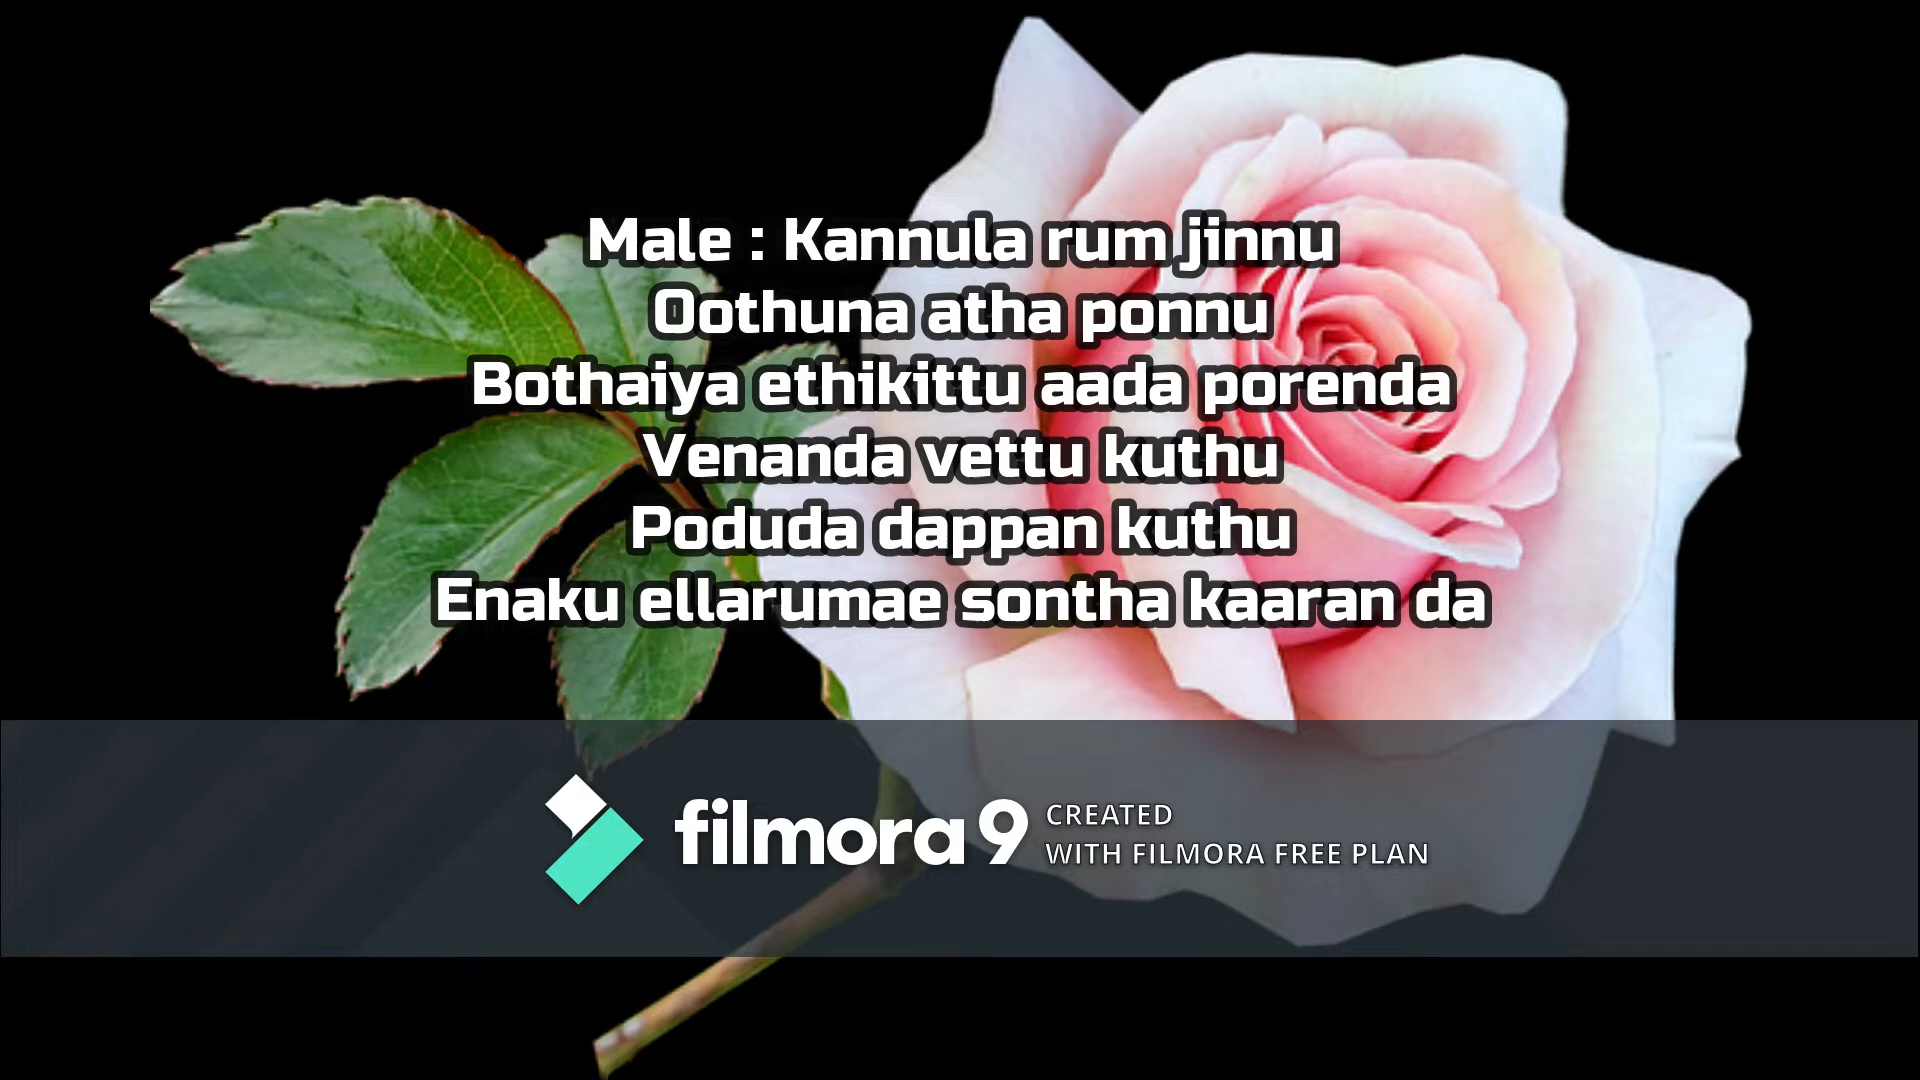 Male : Kannula rum jinnu
Oothuna atha ponnu
Bothaiya ethikittu aada porenda
Venanda vettu kuthu
Poduda dappan kuthu
Enaku ellarumae sontha kaaran da
filmora 9 CREATED
WITH FILMORA FREE PLAN